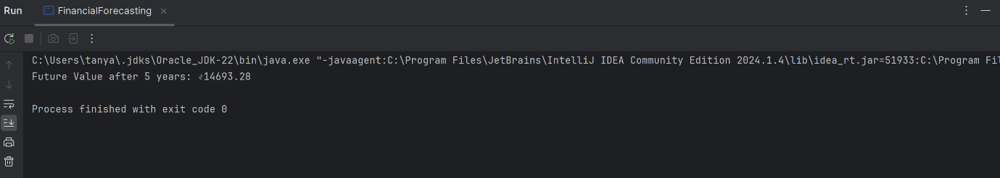 Run FinancialForecasting
C:\Users\tanya\.jdks\Oracle_JDK-22\bin\java.exe "-javaagent:C:\Program Files\JetBrains\IntelliJ IDEA Community Edition 2024.1.4\lib\idea_rt.jar=51933:C:\Program Fil
Future Value after 5 years: ₹14693.28
Process finished with exit code 0